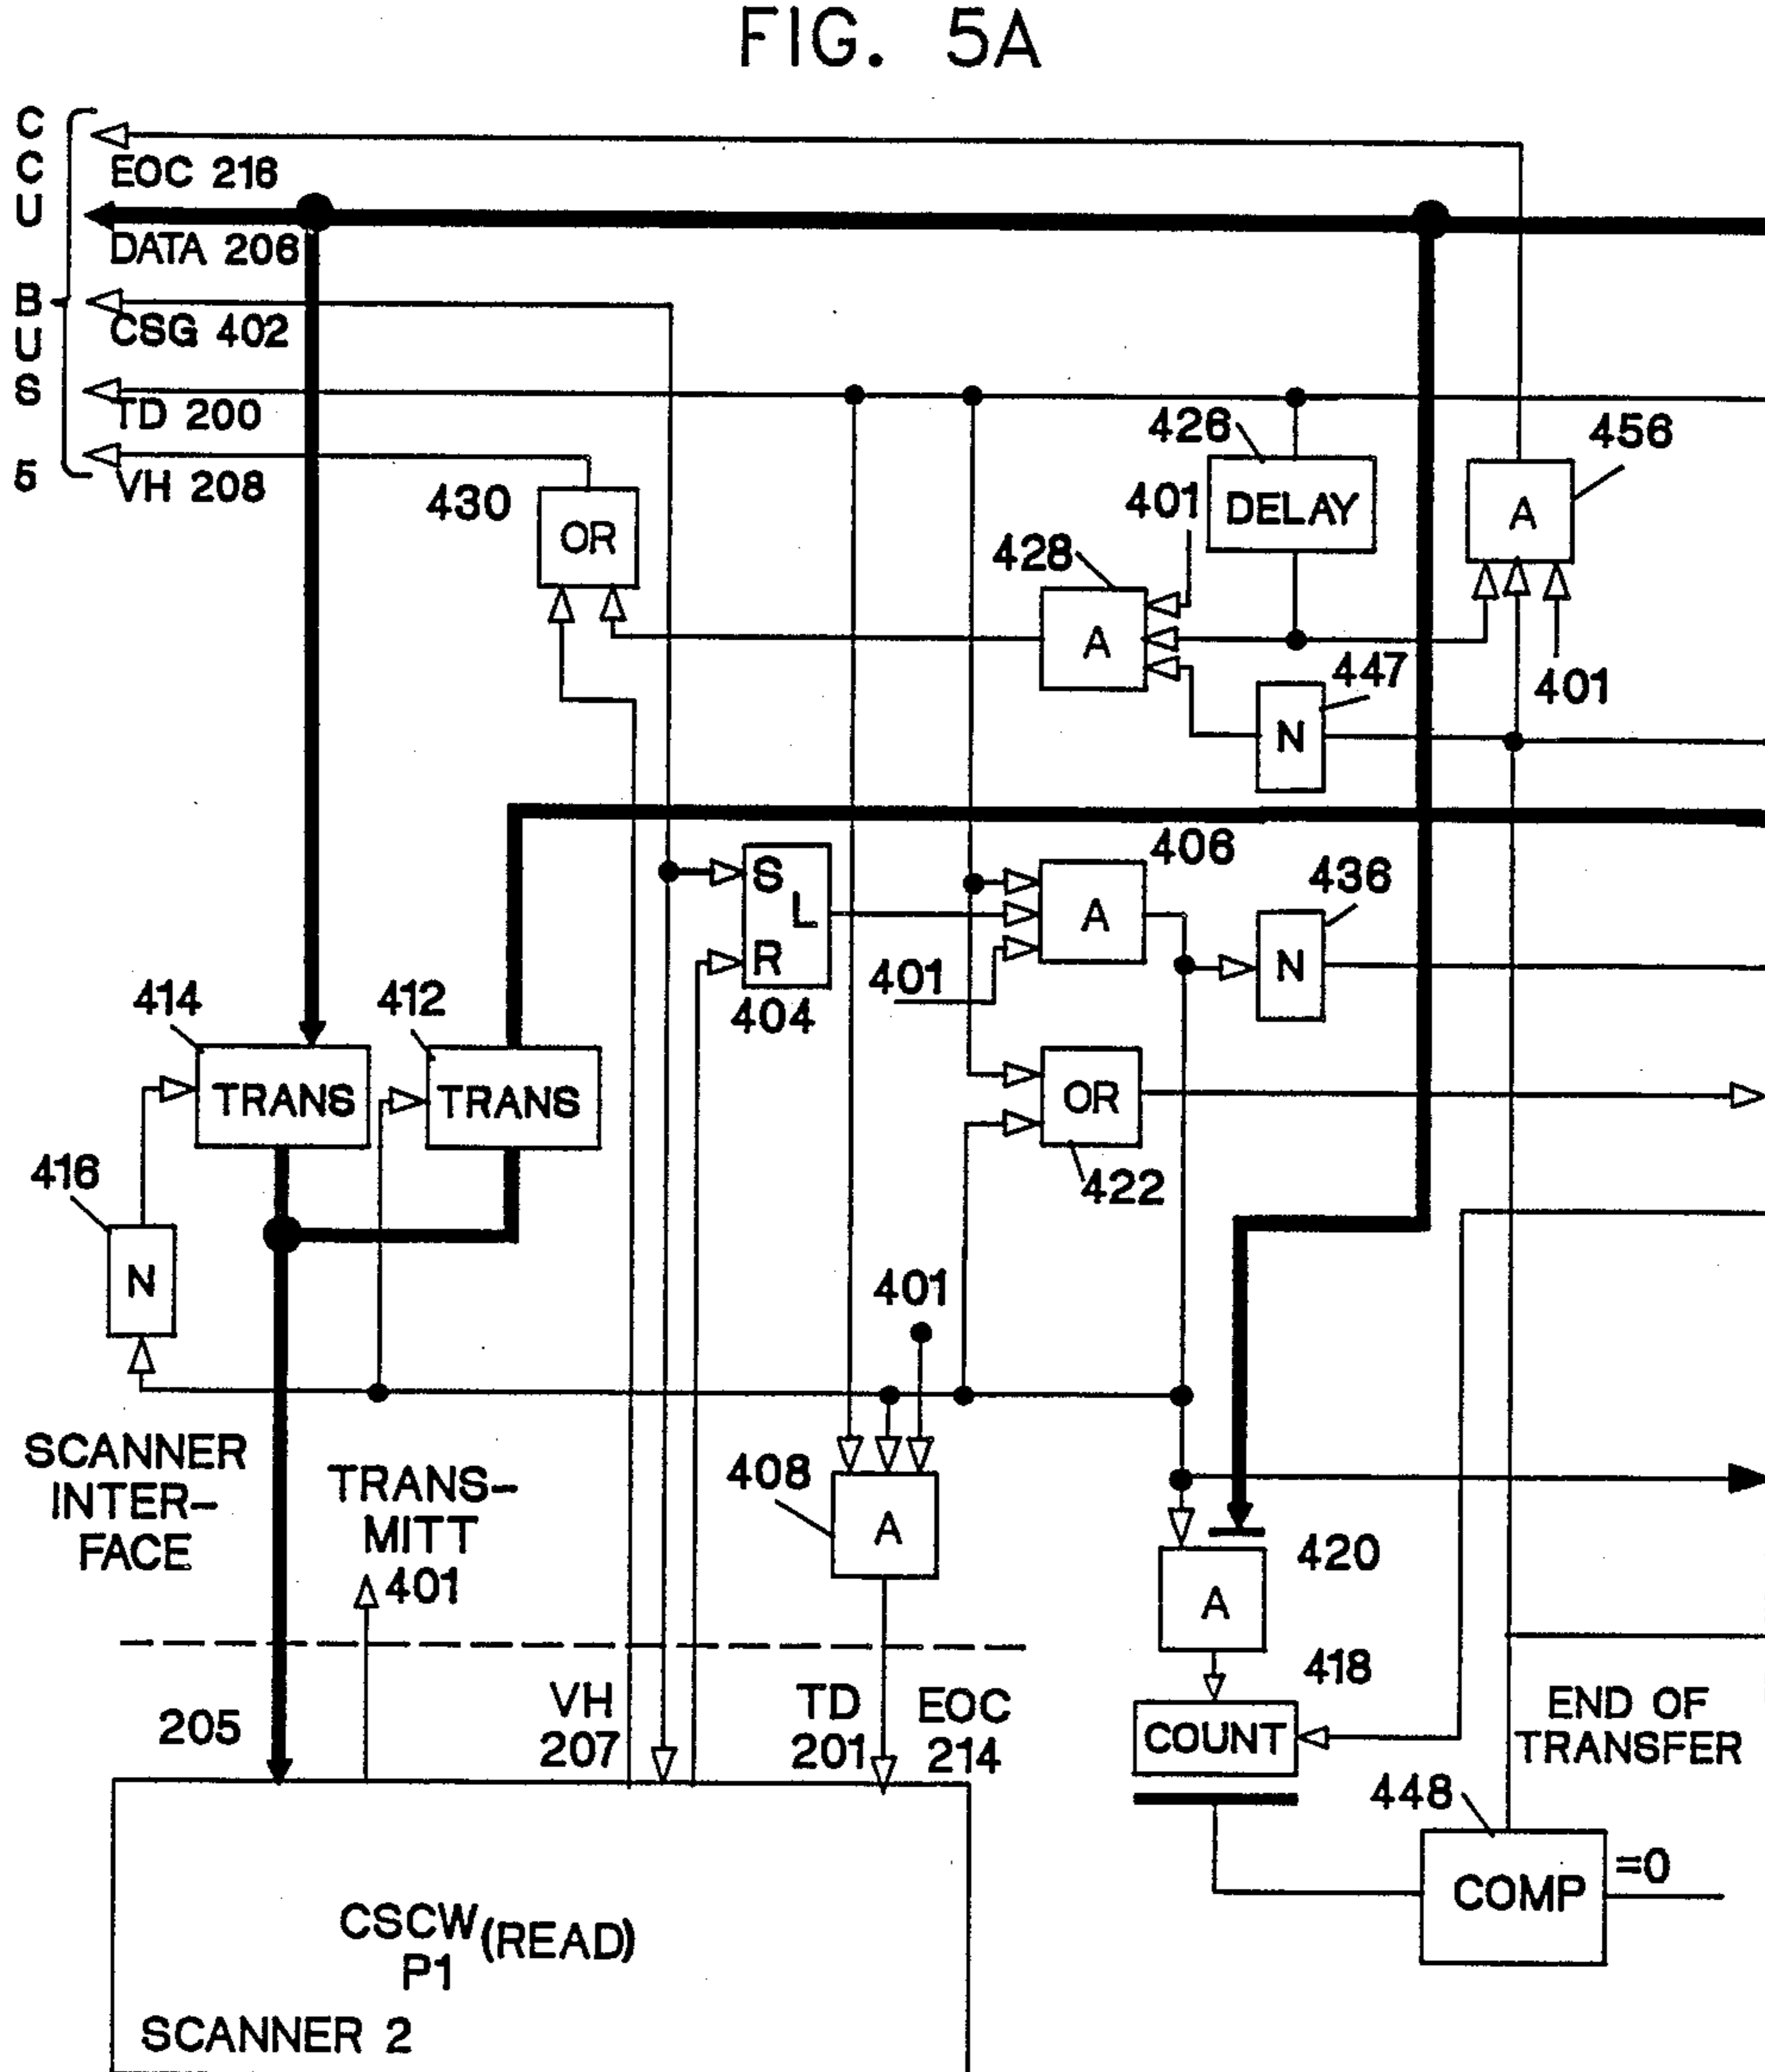 FIG. 5A
CCU BUS 5
EOC 216
DATA 206
CSG 402
TD 200
VH 208
430
OR
426
DELAY
456
A
401
428
A
447
401
N
406
S
L
R
404
A
436
N
401
414
TRANS
412
TRANS
OR
422
416
N
401
SCANNER
INTER-
FACE
TRANS-
MITT
401
408
A
420
A
418
COUNT
END OF
TRANSFER
448
COMP
=0
205
VH
207
TD
201
EOC
214
CSCW (READ)
P1
SCANNER 2